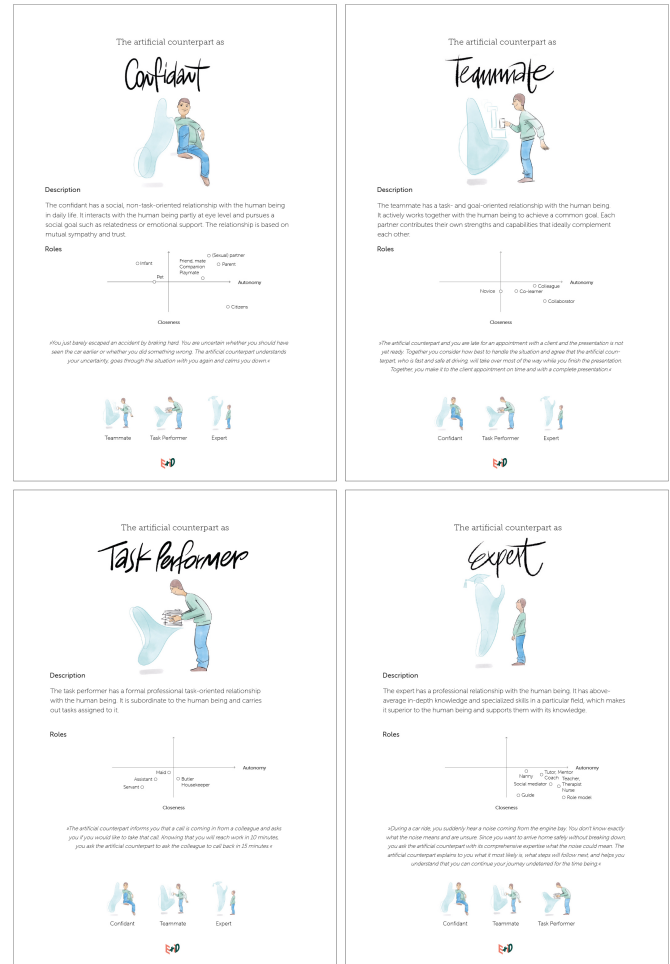 The artificial counterpart as
Confidant
Description
The confidant has a social, non-task-oriented relationship with the human being
in daily life. It interacts with the human being partly at eye level and pursues a
social goal such as relatedness or emotional support. The relationship is based on
mutual sympathy and trust.
Roles
(Sexual) partner
Infant
Friend, mate
Companion
Playmate
Parent
Pet
Autonomy
Citizens
Closeness
»You just barely escaped an accident by braking hard. You are uncertain whether you should have
seen the car earlier or whether you did something wrong. The artificial counterpart understands
your uncertainty, goes through the situation with you again and calms you down.«
Teammate
Task Performer
Expert
E+D
The artificial counterpart as
Teammate
Description
The teammate has a task- and goal-oriented relationship with the human being.
It actively works together with the human being to achieve a common goal. Each
partner contributes their own strengths and capabilities that ideally complement
each other.
Roles
Autonomy
Colleague
Novice
Co-learner
Collaborator
Closeness
»The artificial counterpart and you are late for an appointment with a client and the presentation is not
yet ready. Together you consider how best to handle the situation and agree that the artificial coun-
terpart, who is fast and safe at driving, will take over most of the way while you finish the presentation.
Together, you make it to the client appointment on time and with a complete presentation.«
Confidant
Task Performer
Expert
E+D
The artificial counterpart as
Task Performer
Description
The task performer has a formal professional task-oriented relationship
with the human being. It is subordinate to the human being and carries
out tasks assigned to it.
Roles
Autonomy
Maid
Assistant
Butler
Housekeeper
Servant
Closeness
»The artificial counterpart informs you that a call is coming in from a colleague and asks
you if you would like to take that call. Knowing that you will reach work in 10 minutes,
you ask the artificial counterpart to ask the colleague to call back in 15 minutes.«
Confidant
Teammate
Expert
E+D
The artificial counterpart as
Expert
Description
The expert has a professional relationship with the human being. It has above-
average in-depth knowledge and specialized skills in a particular field, which makes
it superior to the human being and supports them with its knowledge.
Roles
Autonomy
Nanny
Tutor, Mentor
Coach
Teacher,
Therapist
Nurse
Social mediator
Guide
Role model
Closeness
»During a car ride, you suddenly hear a noise coming from the engine bay. You don't know exactly
what the noise means and are unsure. Since you want to arrive home safely without breaking down,
you ask the artificial counterpart with its comprehensive expertise what the noise could mean. The
artificial counterpart explains to you what it most likely is, what steps will follow next, and helps you
understand that you can continue your journey undeterred for the time being.«
Confidant
Teammate
Task Performer
E+D